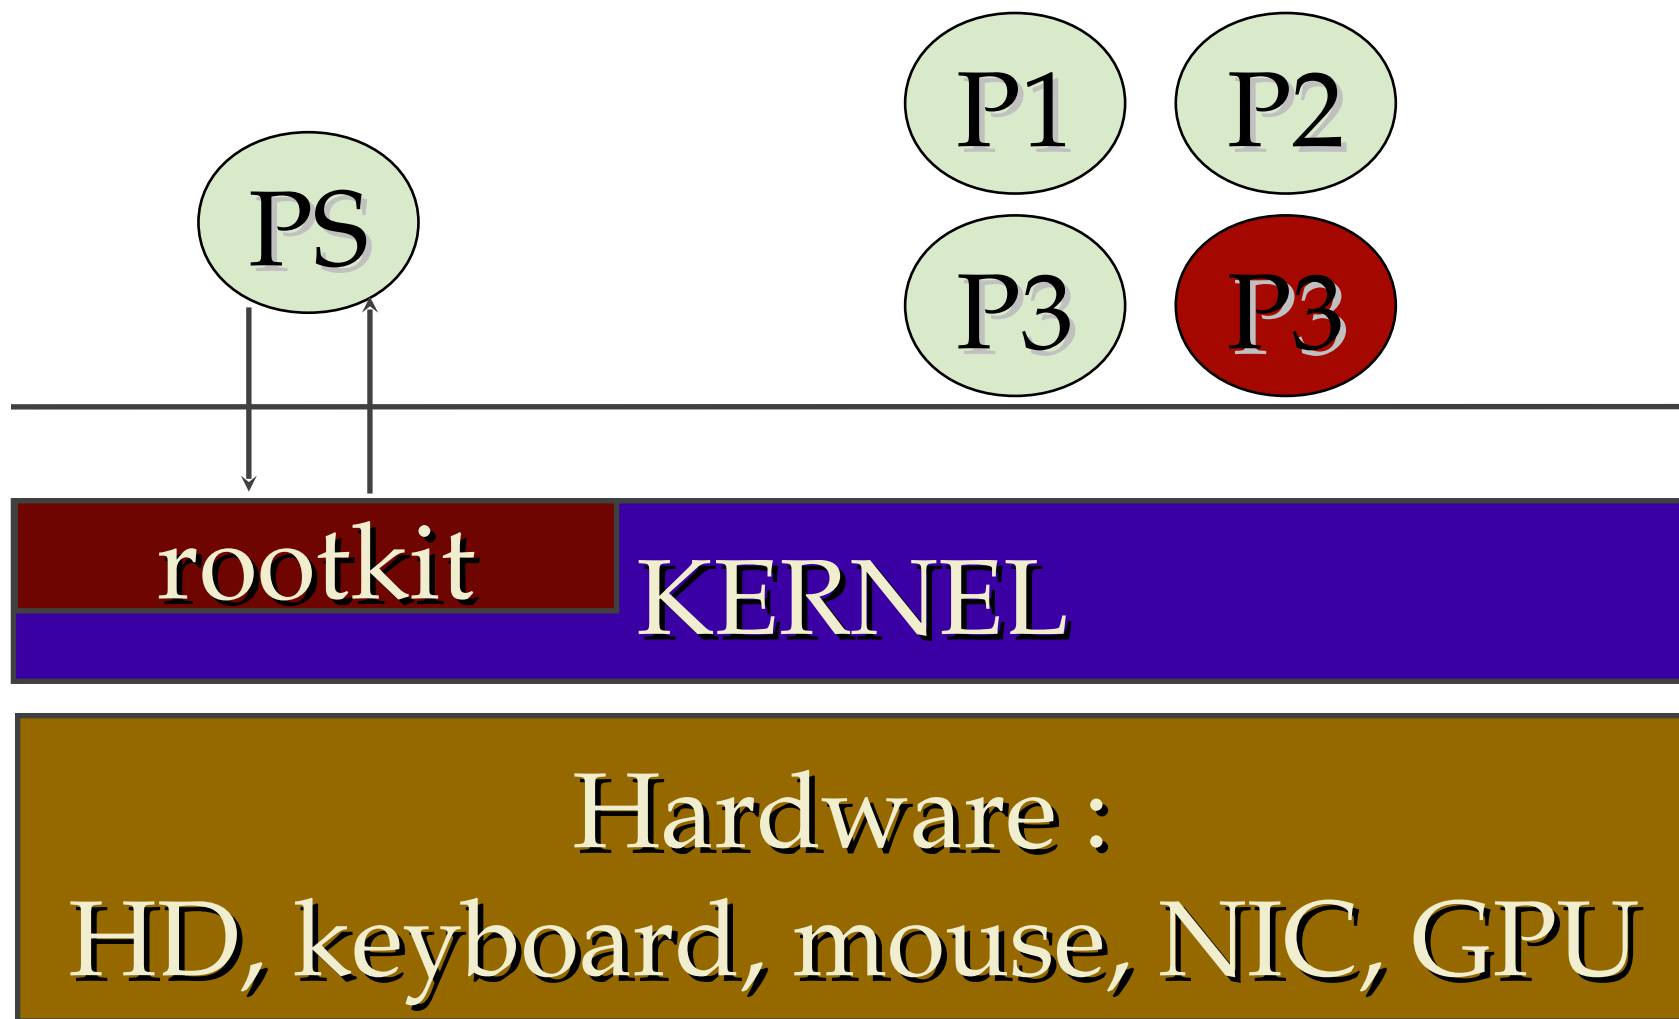 P1
P2
PS
P3
P3
rootkit
KERNEL
Hardware :
HD, keyboard, mouse, NIC, GPU